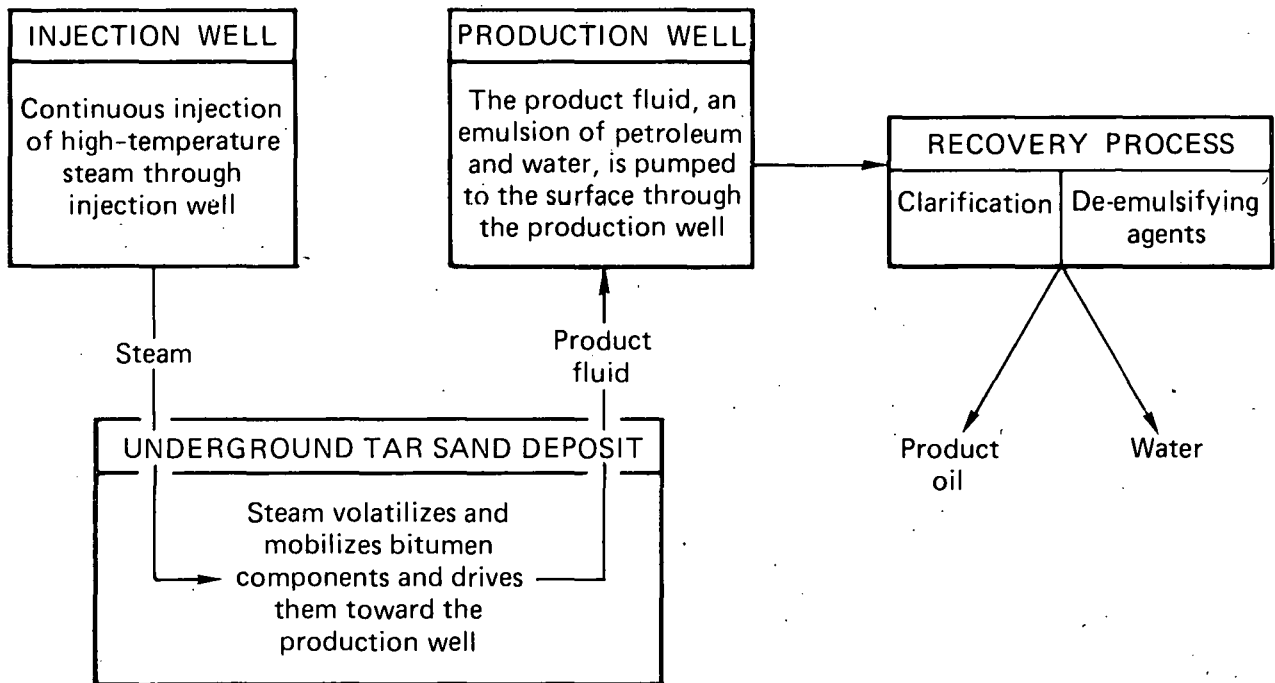 INJECTION WELL
Continuous injection
of high-temperature
steam through
injection well
PRODUCTION WELL
The product fluid, an
emulsion of petroleum
and water, is pumped
to the surface through
the production well
RECOVERY PROCESS
Clarification
De-emulsifying
agents
Steam
Product
fluid
UNDERGROUND TAR SAND DEPOSIT
Steam volatilizes and
mobilizes bitumen
components and drives
them toward the
production well
Product
oil
Water